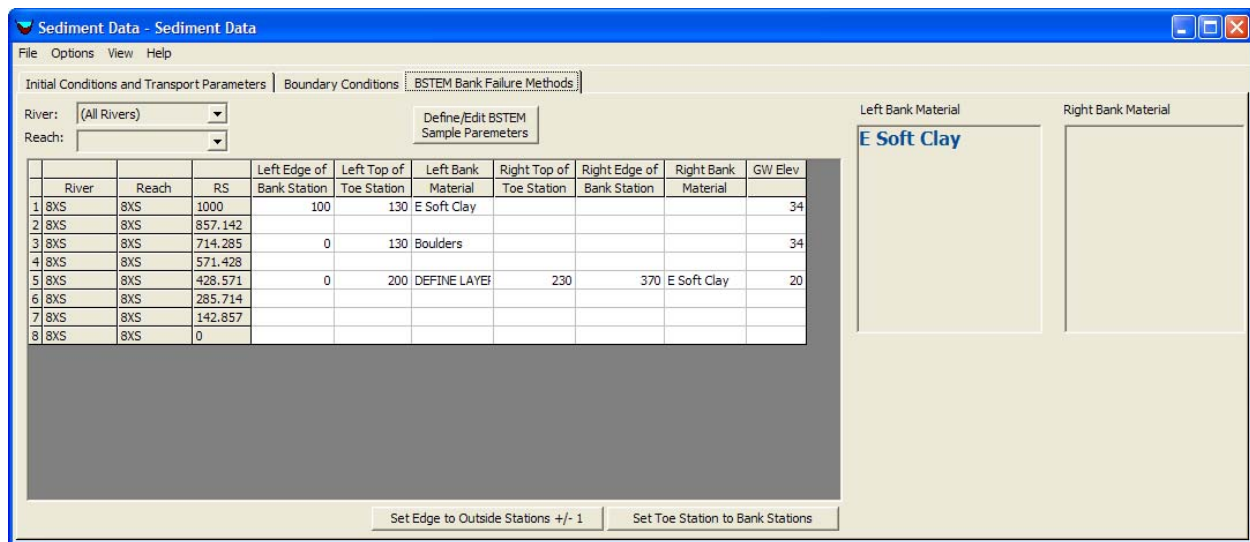 Sediment Data - Sediment Data
File Options View Help
Initial Conditions and Transport Parameters Boundary Conditions BSTEM Bank Failure Methods
River: (All Rivers)
Reach:
Define/Edit BSTEM
Sample Paremeters
Left Bank Material Right Bank Material
E Soft Clay
Left Edge of Left Top of Left Bank Right Top of Right Edge of Right Bank GW Elev
River Reach RS Bank Station Toe Station Material Toe Station Bank Station Material
1 8XS 8XS 1000 100 130 E Soft Clay 34
2 8XS 8XS 857.142
3 8XS 8XS 714.285 0 130 Boulders 34
4 8XS 8XS 571.428
5 8XS 8XS 428.571 0 200 DEFINE LAYER 230 370 E Soft Clay 20
6 8XS 8XS 285.714
7 8XS 8XS 142.857
8 8XS 8XS 0
Set Edge to Outside Stations +/- 1 Set Toe Station to Bank Stations